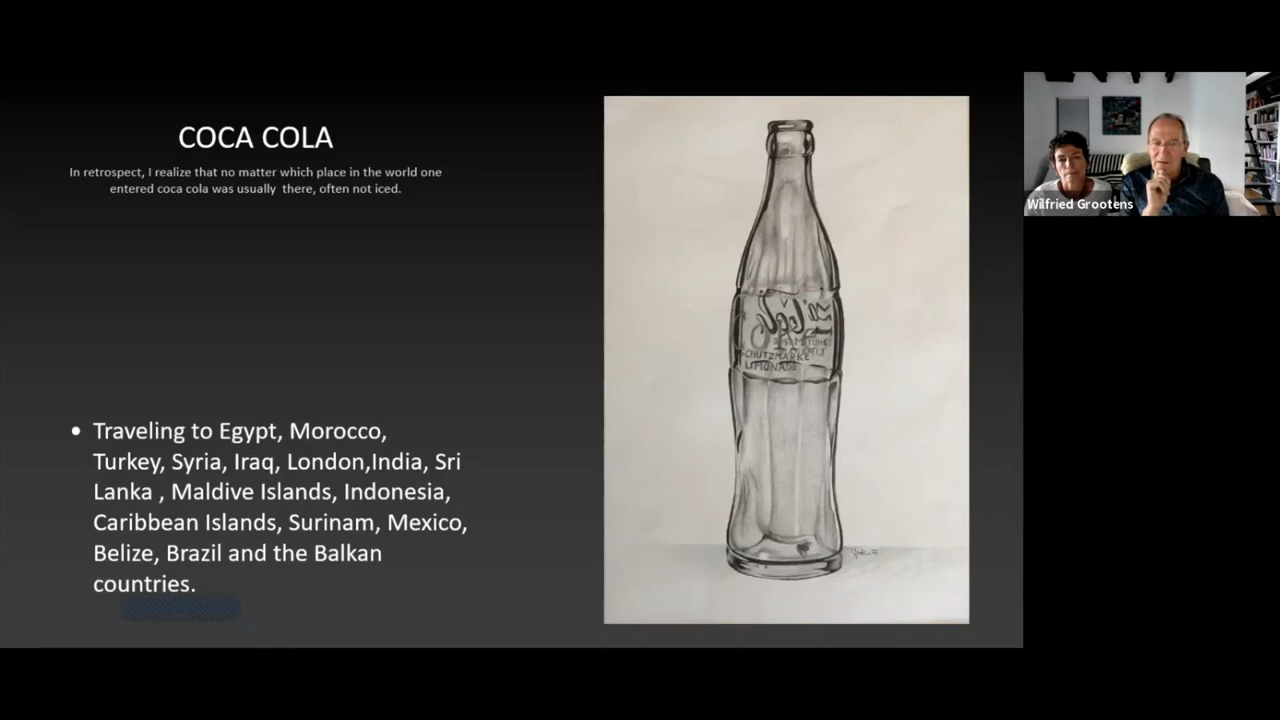 COCA COLA
In retrospect, I realize that no matter which place in the world one
entered coca cola was usually there, often not iced.
• Traveling to Egypt, Morocco,
Turkey, Syria, Iraq, London,India, Sri
Lanka , Maldive Islands, Indonesia,
Caribbean Islands, Surinam, Mexico,
Belize, Brazil and the Balkan
countries.
SCHUTZMARKE
LIMONADE
Wilfried Grootens